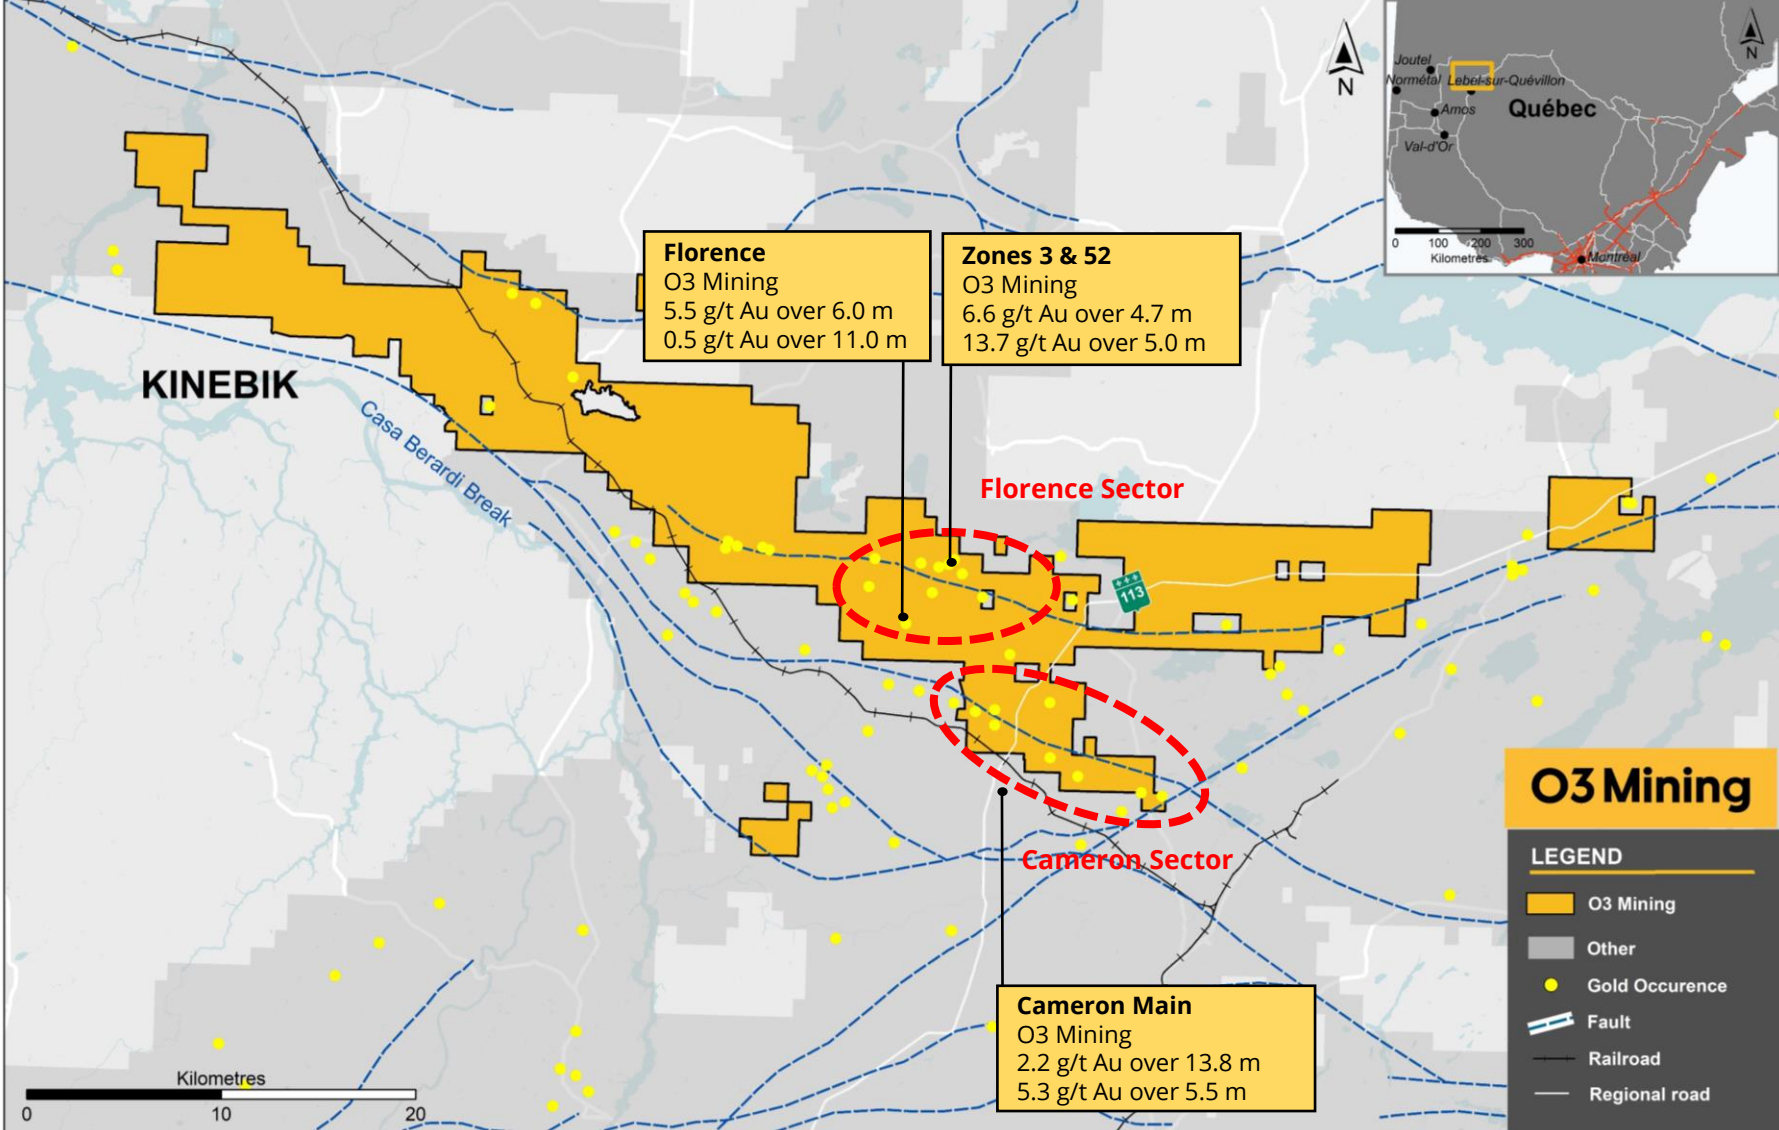 N
Joutel
Normétal
Lebel-sur-Quévillon
Amos
Val-d'Or
Québec
N
0 100 200 300
Kilometres
Montréal
Florence
O3 Mining
5.5 g/t Au over 6.0 m
0.5 g/t Au over 11.0 m
Zones 3 & 52
O3 Mining
6.6 g/t Au over 4.7 m
13.7 g/t Au over 5.0 m
KINEBIK
Casa Berardi Break
Florence Sector
113
Cameron Sector
Cameron Main
O3 Mining
2.2 g/t Au over 13.8 m
5.3 g/t Au over 5.5 m
Kilometres
0 10 20
O3 Mining
LEGEND
O3 Mining
Other
Gold Occurence
Fault
Railroad
Regional road